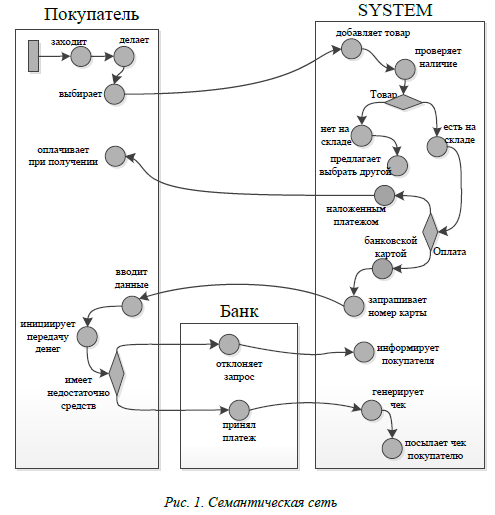 Покупатель
SYSTEM
заходит
делает
выбирает
добавляет товар
проверяет
наличие
Товар
нет на
складе
есть на
складе
предлагает
выбрать другой
оплачивает
при получении
наложенным
платежом
Оплата
банковской
картой
запрашивает
номер карты
вводит
данные
инициирует
передачу
денег
имеет
недостаточно
средств
Банк
отклоняет
запрос
информирует
покупателя
принял
платеж
генерирует
чек
посылает чек
покупателю
Рис. 1. Семантическая сеть